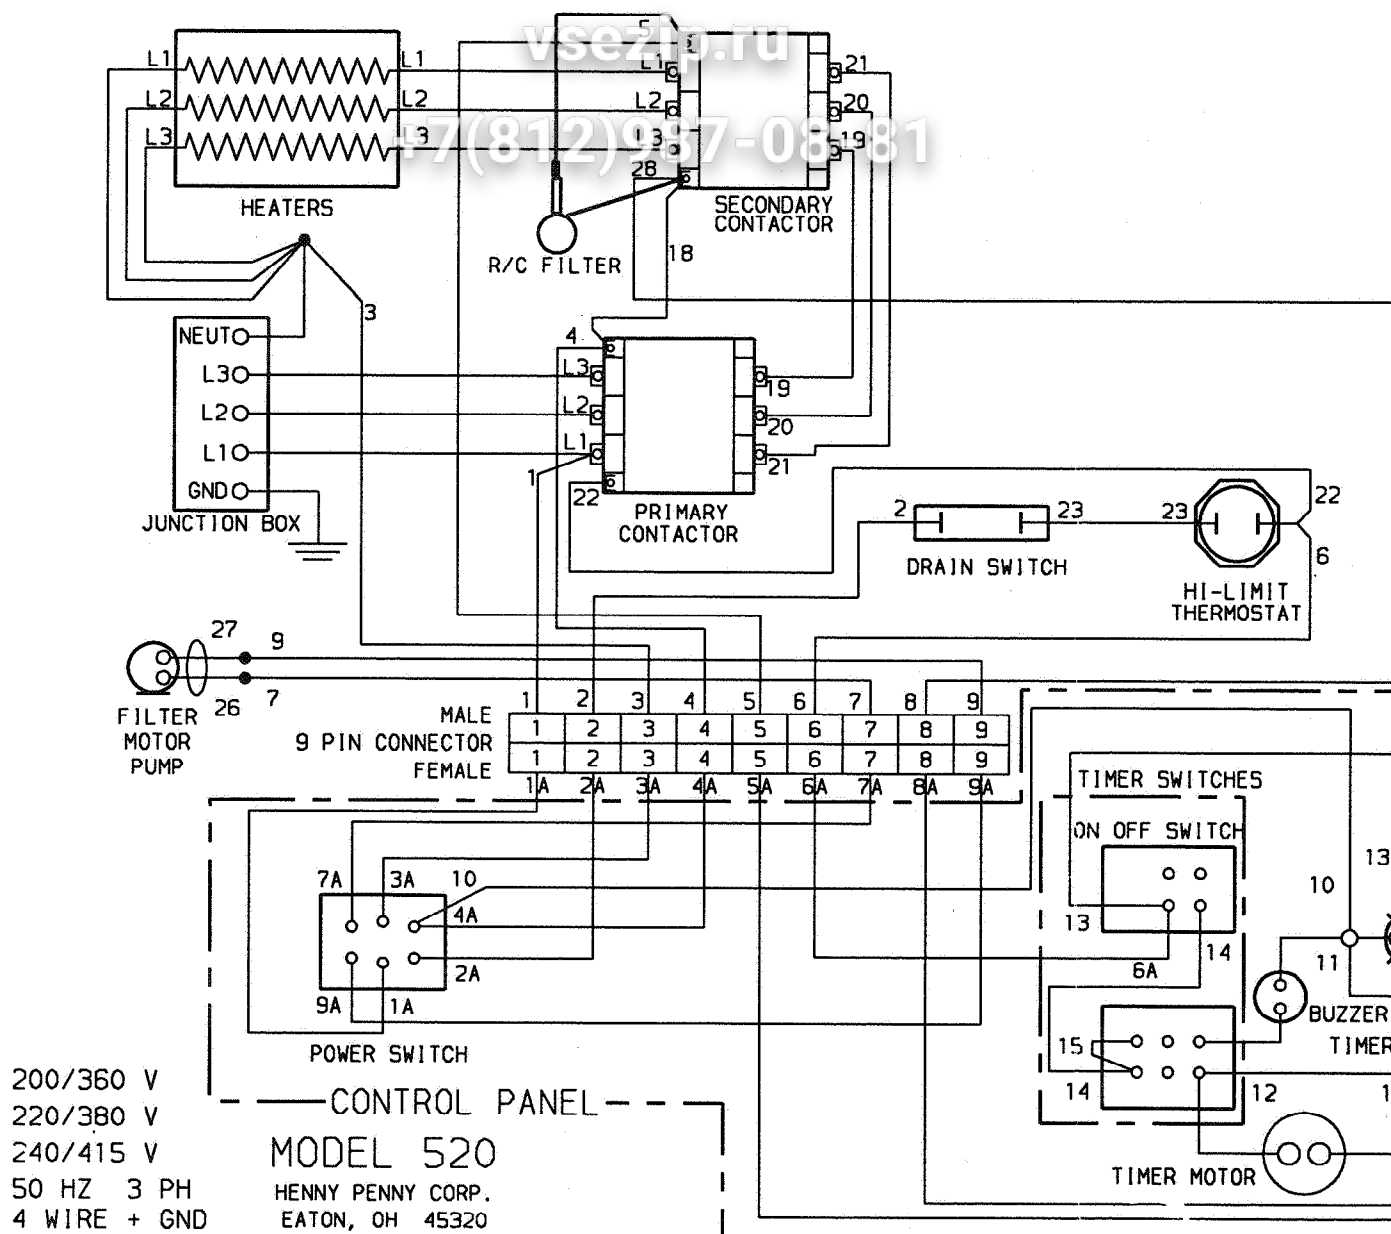 vsezip.ru
+7(812)987-08-81
5
L1 L1 L1 21
L2 L2 L2 20
L3 L3 L3 19
28
HEATERS
SECONDARY
CONTACTOR
R/C FILTER
18
3
4
NEUT
L3 L3 19
L2 L2 20
L1 L1 21
1
GND 22
JUNCTION BOX
PRIMARY
CONTACTOR
2 23 23 22
6
DRAIN SWITCH
HI-LIMIT
THERMOSTAT
27 9
26 7
FILTER
MOTOR
PUMP
1 2 3 4 5 6 7 8 9
MALE
1 2 3 4 5 6 7 8 9
9 PIN CONNECTOR
FEMALE
1 2 3 4 5 6 7 8 9
1A 2A 3A 4A 5A 6A 7A 8A 9A
TIMER SWITCHES
ON OFF SWITCH
13
10
7A 3A 10
4A
13 14
2A 6A
11
9A 1A
BUZZER
POWER SWITCH
15
TIMER
14 12 1
CONTROL PANEL
TIMER MOTOR
200/360 V
220/380 V
240/415 V
50 HZ 3 PH
4 WIRE + GND
MODEL 520
HENNY PENNY CORP.
EATON, OH 45320